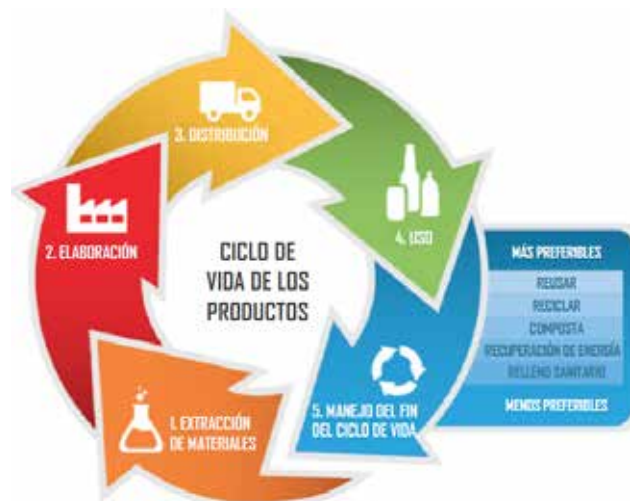 CICLO DE
VIDA DE LOS
PRODUCTOS
1. EXTRACCIÓN
DE MATERIALES
2. ELABORACIÓN
3. DISTRIBUCIÓN
4. USO
5. MANEJO DEL FIN
DEL CICLO DE VIDA
MÁS PREFERIBLES
REUSAR
RECICLAR
COMPOSTA
RECUPERACIÓN DE ENERGÍA
RELLENO SANITARIO
MENOS PREFERIBLES